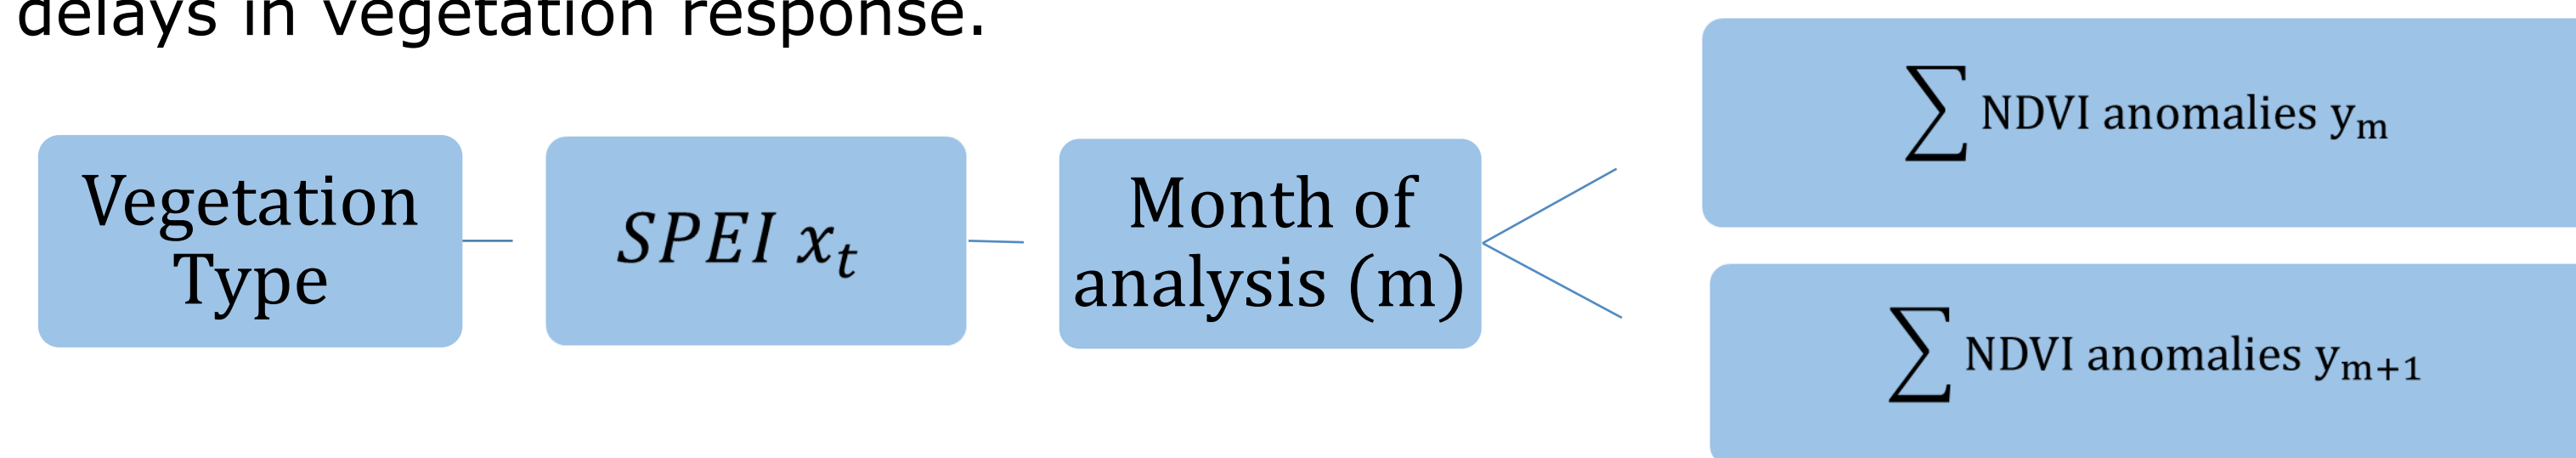 delays in vegetation response.
Vegetation
Type
SPEI xₜ
Month of
analysis (m)
∑ NDVI anomalies yₘ
∑ NDVI anomalies yₘ₊₁